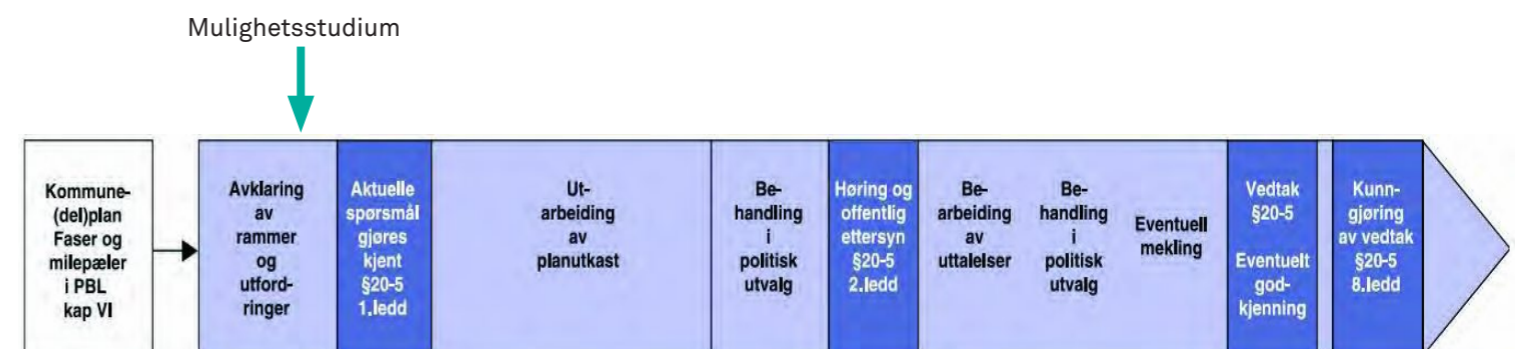 Mulighetsstudium
Kommune-
(del)plan
Faser og
milepæler
i PBL
kap VI
Avklaring
av
rammer
og
utford-
ringer
Aktuelle
spørsmål
gjøres
kjent
§20-5
1.ledd
Ut-
arbeiding
av
planutkast
Be-
handling
i
politisk
utvalg
Høring og
offentlig
ettersyn
§20-5
2.ledd
Be-
arbeiding
av
uttalelser
Be-
handling
i
politisk
utvalg
Eventuell
mekling
Vedtak
§20-5
Eventuelt
god-
kjenning
Kunn-
gjøring
av vedtak
§20-5
8.ledd